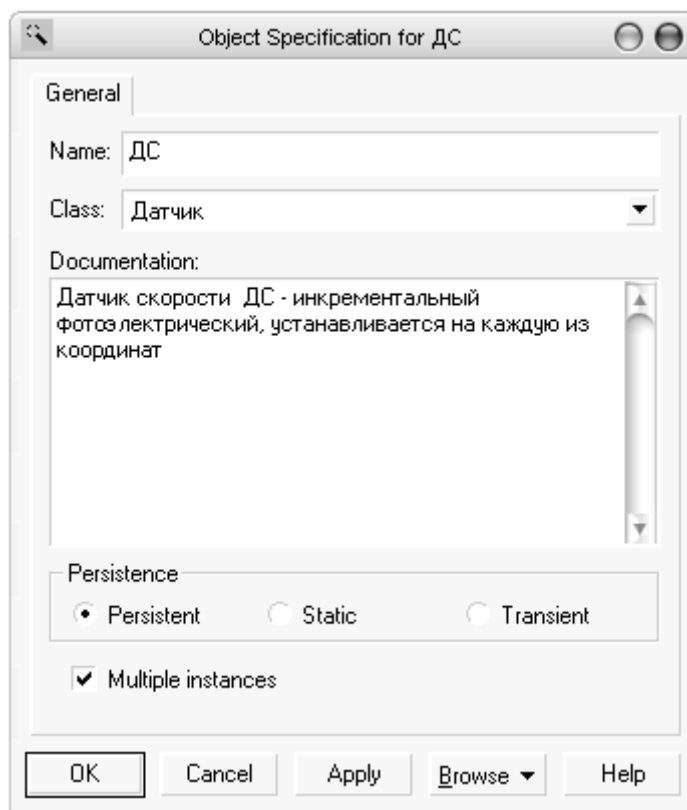 Object Specification for ДС
General
Name: ДС
Class: Датчик
Documentation:
Датчик скорости  ДС - инкрементальный
фотоэлектрический, устанавливается на каждую из
координат
Persistence
Persistent Static Transient
Multiple instances
OK Cancel Apply Browse Help